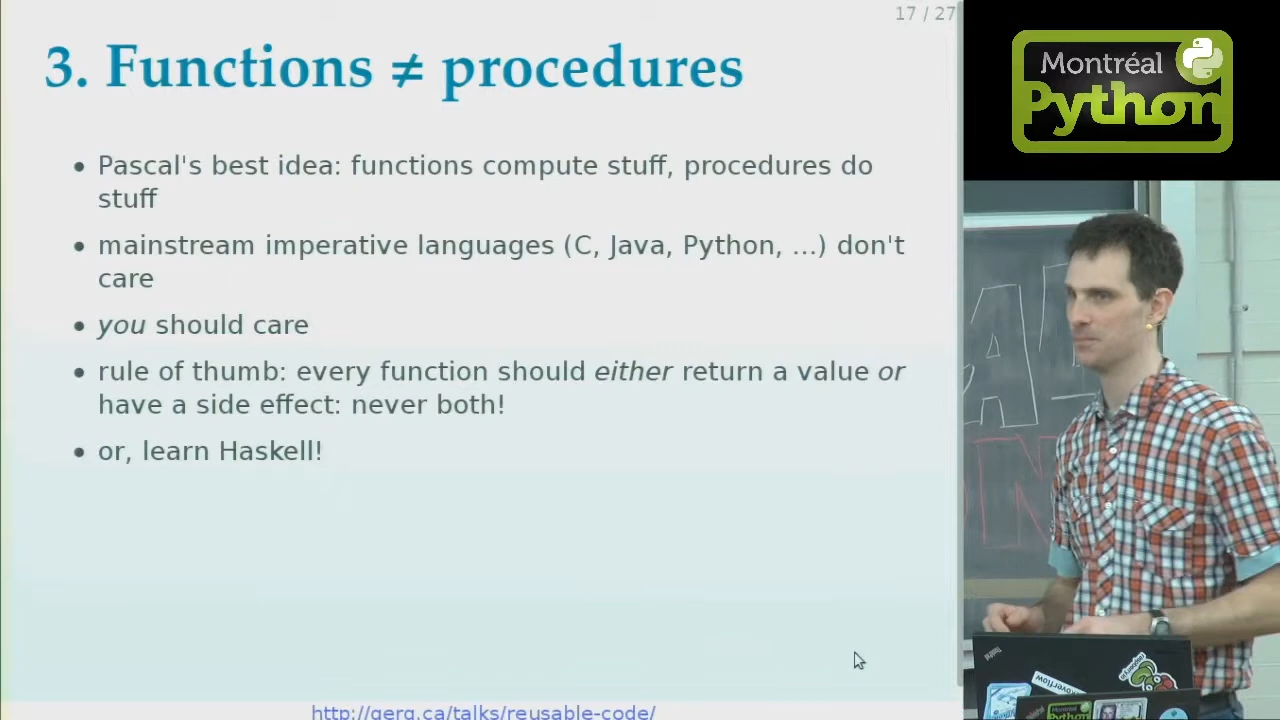 17 / 27
3. Functions ≠ procedures
• Pascal's best idea: functions compute stuff, procedures do
stuff
• mainstream imperative languages (C, Java, Python, ...) don't
care
• you should care
• rule of thumb: every function should either return a value or
have a side effect: never both!
• or, learn Haskell!
http://gerg.ca/talks/reusable-code/
Montréal
Python
Montréal
Python